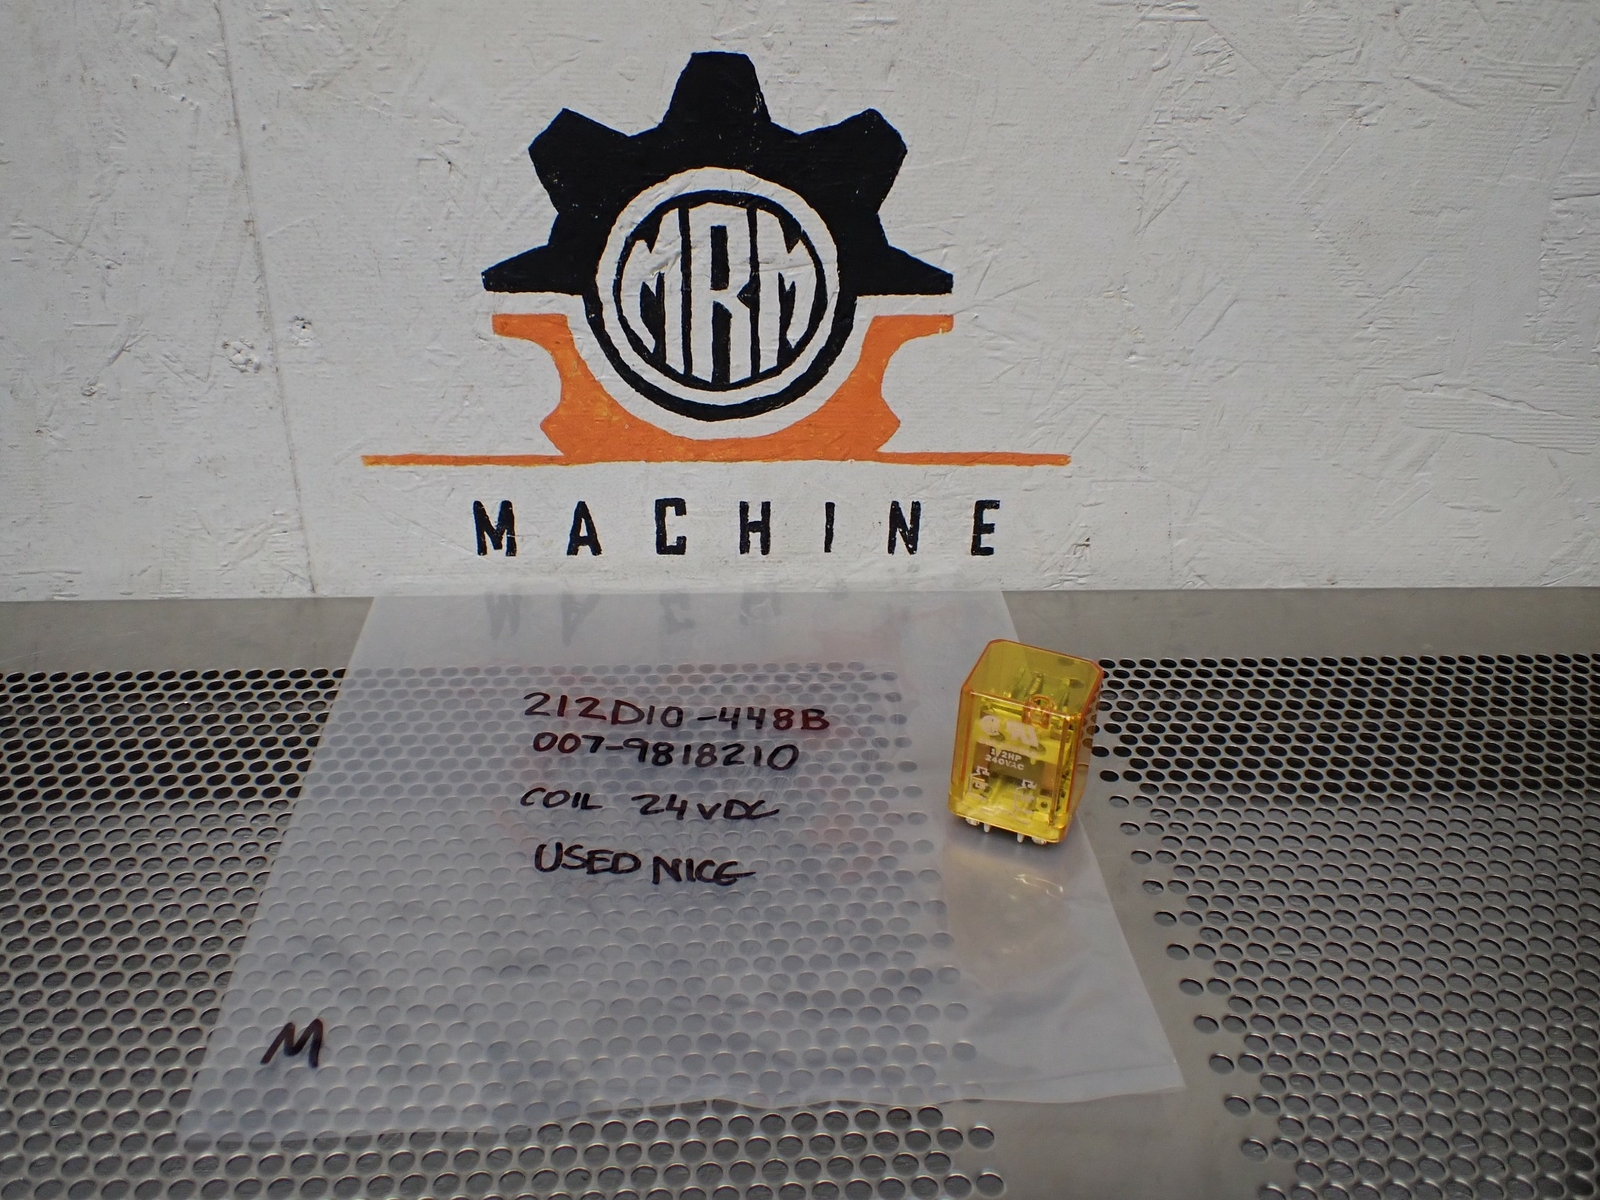 MRM
MACHINE
212D10-448B
007-9818210
COIL 24VDC
USED NICE
M
1/2HP
240VAC